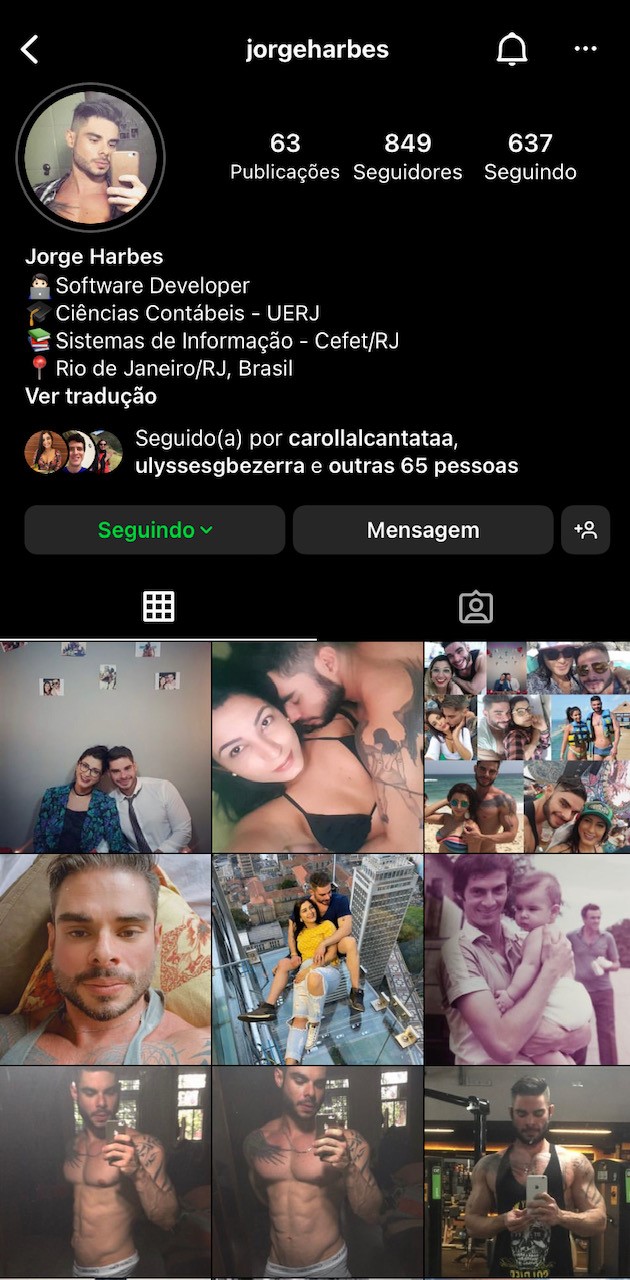 jorgeharbes
63 849 637
Publicações Seguidores Seguindo
Jorge Harbes
Software Developer
Ciências Contábeis - UERJ
Sistemas de Informação - Cefet/RJ
Rio de Janeiro/RJ, Brasil
Ver tradução
Seguido(a) por carollalcantataa,
ulyssesgbezerra e outras 65 pessoas
Seguindo Mensagem